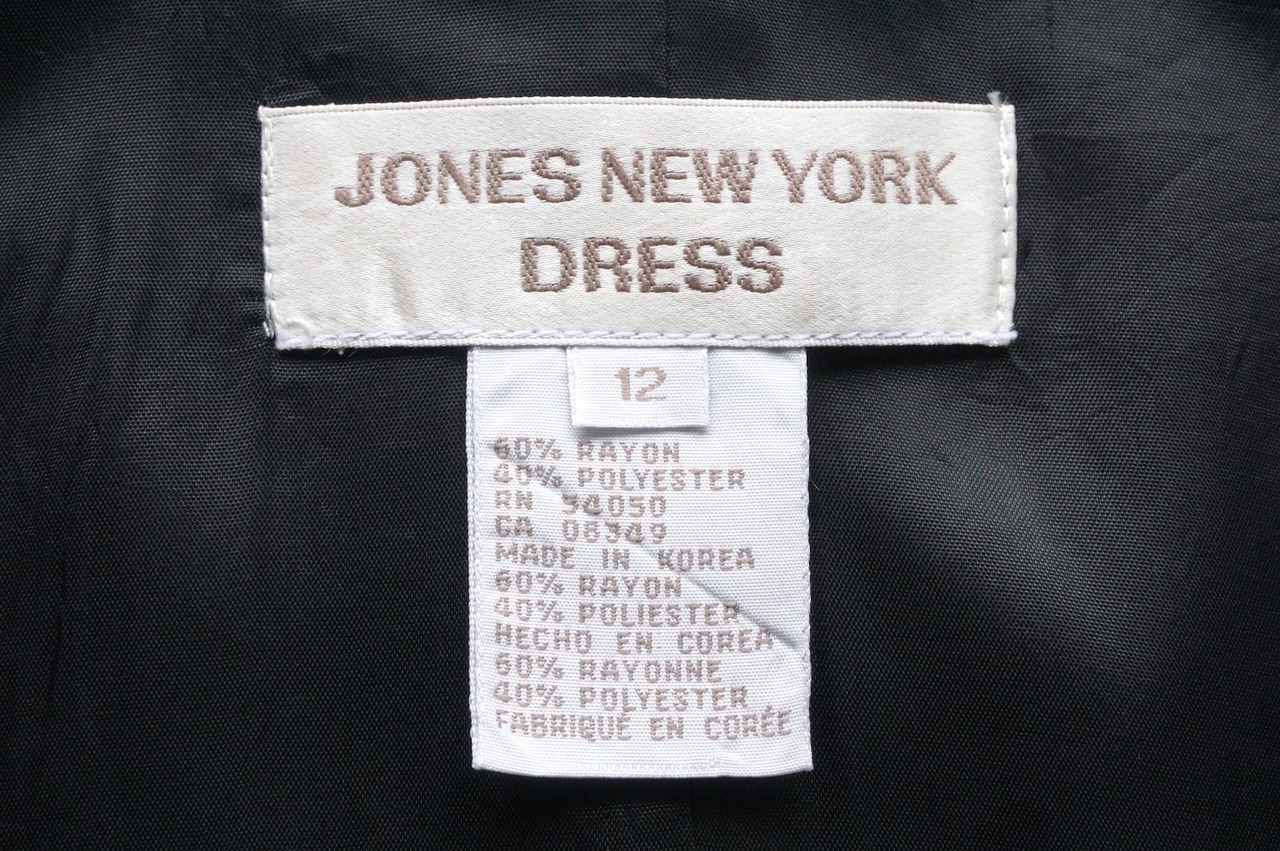 JONES NEW YORK
DRESS
12
60% RAYON
40% POLYESTER
RN 54050
CA 08349
MADE IN KOREA
60% RAYON
40% POLIESTER
HECHO EN COREA
60% RAYONNE
40% POLYESTER
FABRIQUÉ EN CORÉE